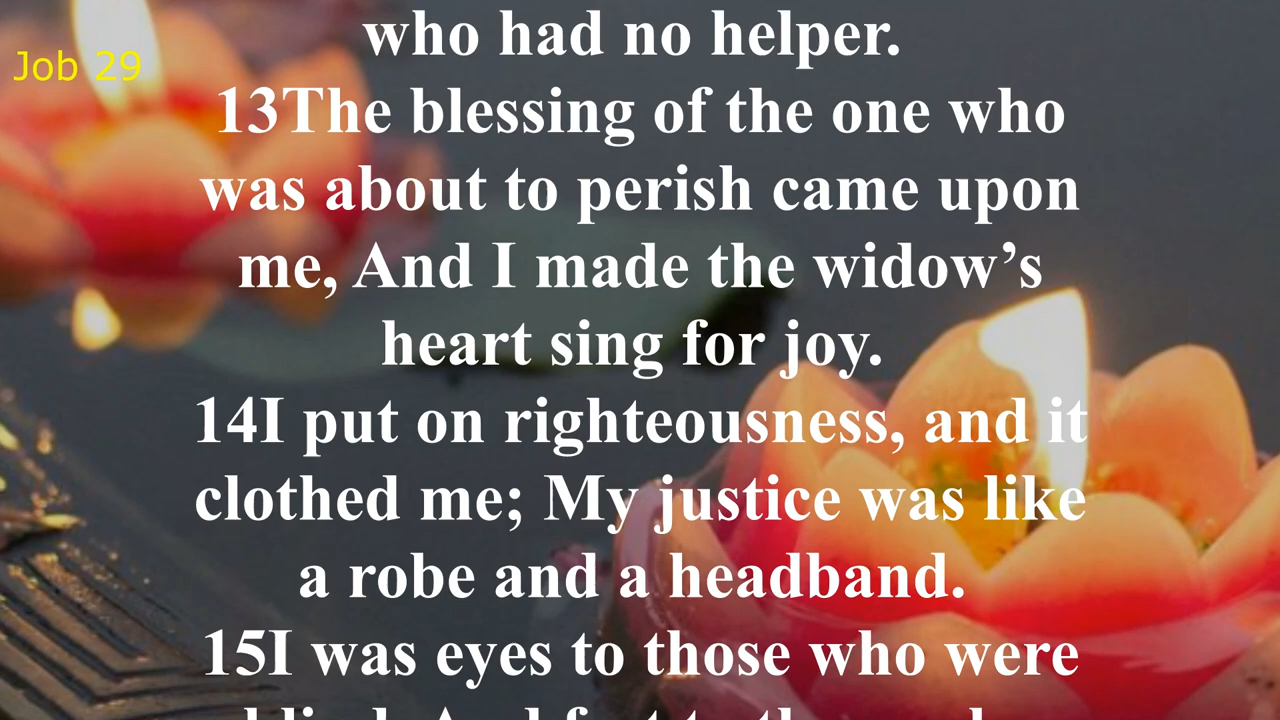 who had no helper.
Job 29
13The blessing of the one who
was about to perish came upon
me, And I made the widow’s
heart sing for joy.
14I put on righteousness, and it
clothed me; My justice was like
a robe and a headband.
15I was eyes to those who were